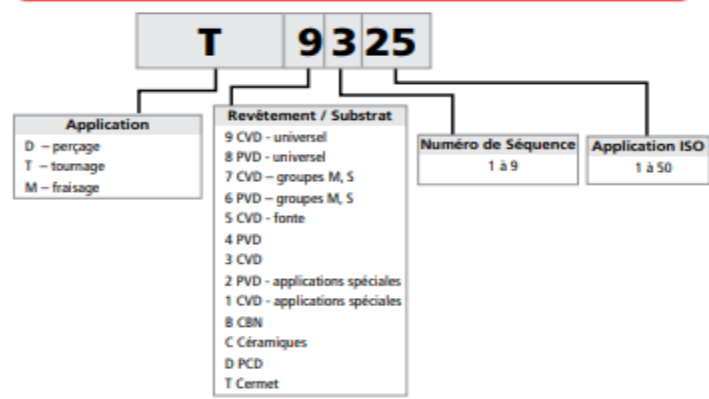 T 9 3 25
Application
D – perçage
T – tournage
M – fraisage
Revêtement / Substrat
9 CVD - universel
8 PVD - universel
7 CVD – groupes M, S
6 PVD – groupes M, S
5 CVD - fonte
4 PVD
3 CVD
2 PVD - applications spéciales
1 CVD - applications spéciales
B CBN
C Céramiques
D PCD
T Cermet
Numéro de Séquence
1 à 9
Application ISO
1 à 50